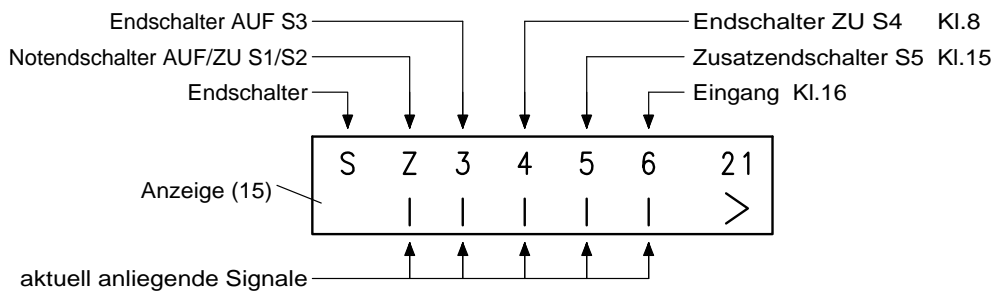 Endschalter AUF S3
Endschalter ZU S4 Kl.8
Notendschalter AUF/ZU S1/S2
Zusatzendschalter S5 Kl.15
Endschalter
Eingang Kl.16
S Z 3 4 5 6 21
Anzeige (15)
| | | | | >
aktuell anliegende Signale